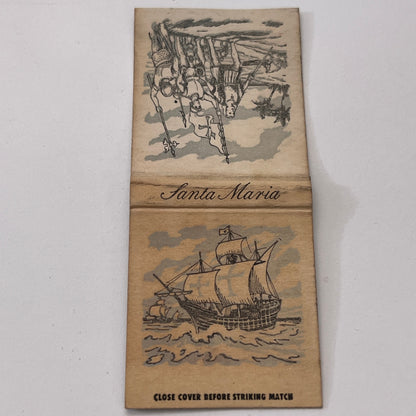 Santa Maria
CLOSE COVER BEFORE STRIKING MATCH